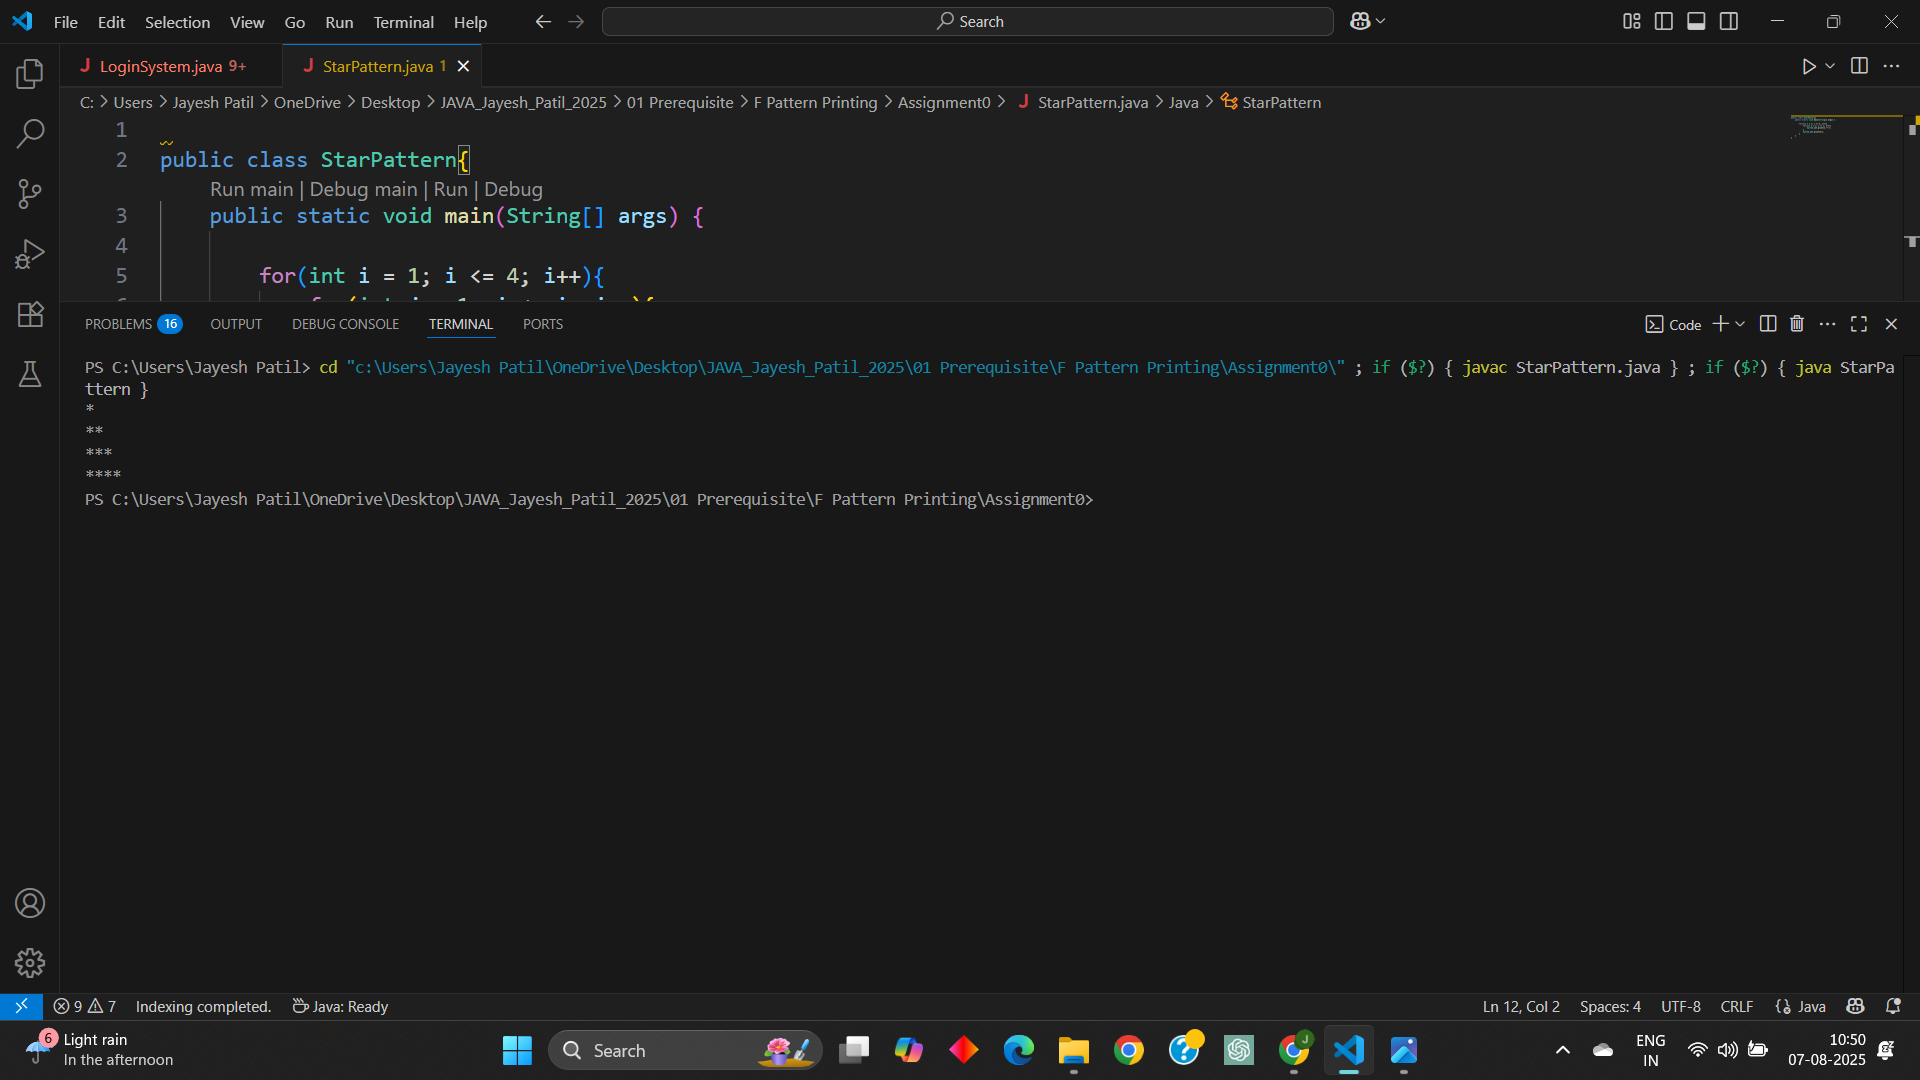 File Edit Selection View Go Run Terminal Help Search
LoginSystem.java 9+ StarPattern.java 1
C: > Users > Jayesh Patil > OneDrive > Desktop > JAVA_Jayesh_Patil_2025 > 01 Prerequisite > F Pattern Printing > Assignment0 > StarPattern.java > Java > StarPattern
1
2 public class StarPattern{
Run main | Debug main | Run | Debug
3 public static void main(String[] args) {
4
5 for(int i = 1; i <= 4; i++){
PROBLEMS 16 OUTPUT DEBUG CONSOLE TERMINAL PORTS Code
PS C:\Users\Jayesh Patil> cd "c:\Users\Jayesh Patil\OneDrive\Desktop\JAVA_Jayesh_Patil_2025\01 Prerequisite\F Pattern Printing\Assignment0\" ; if ($?) { javac StarPattern.java } ; if ($?) { java StarPa
ttern }
*
**
***
****
PS C:\Users\Jayesh Patil\OneDrive\Desktop\JAVA_Jayesh_Patil_2025\01 Prerequisite\F Pattern Printing\Assignment0>
9 7 Indexing completed. Java: Ready Ln 12, Col 2 Spaces: 4 UTF-8 CRLF Java
6 Light rain
In the afternoon
Search
J
ENG
IN
10:50
07-08-2025